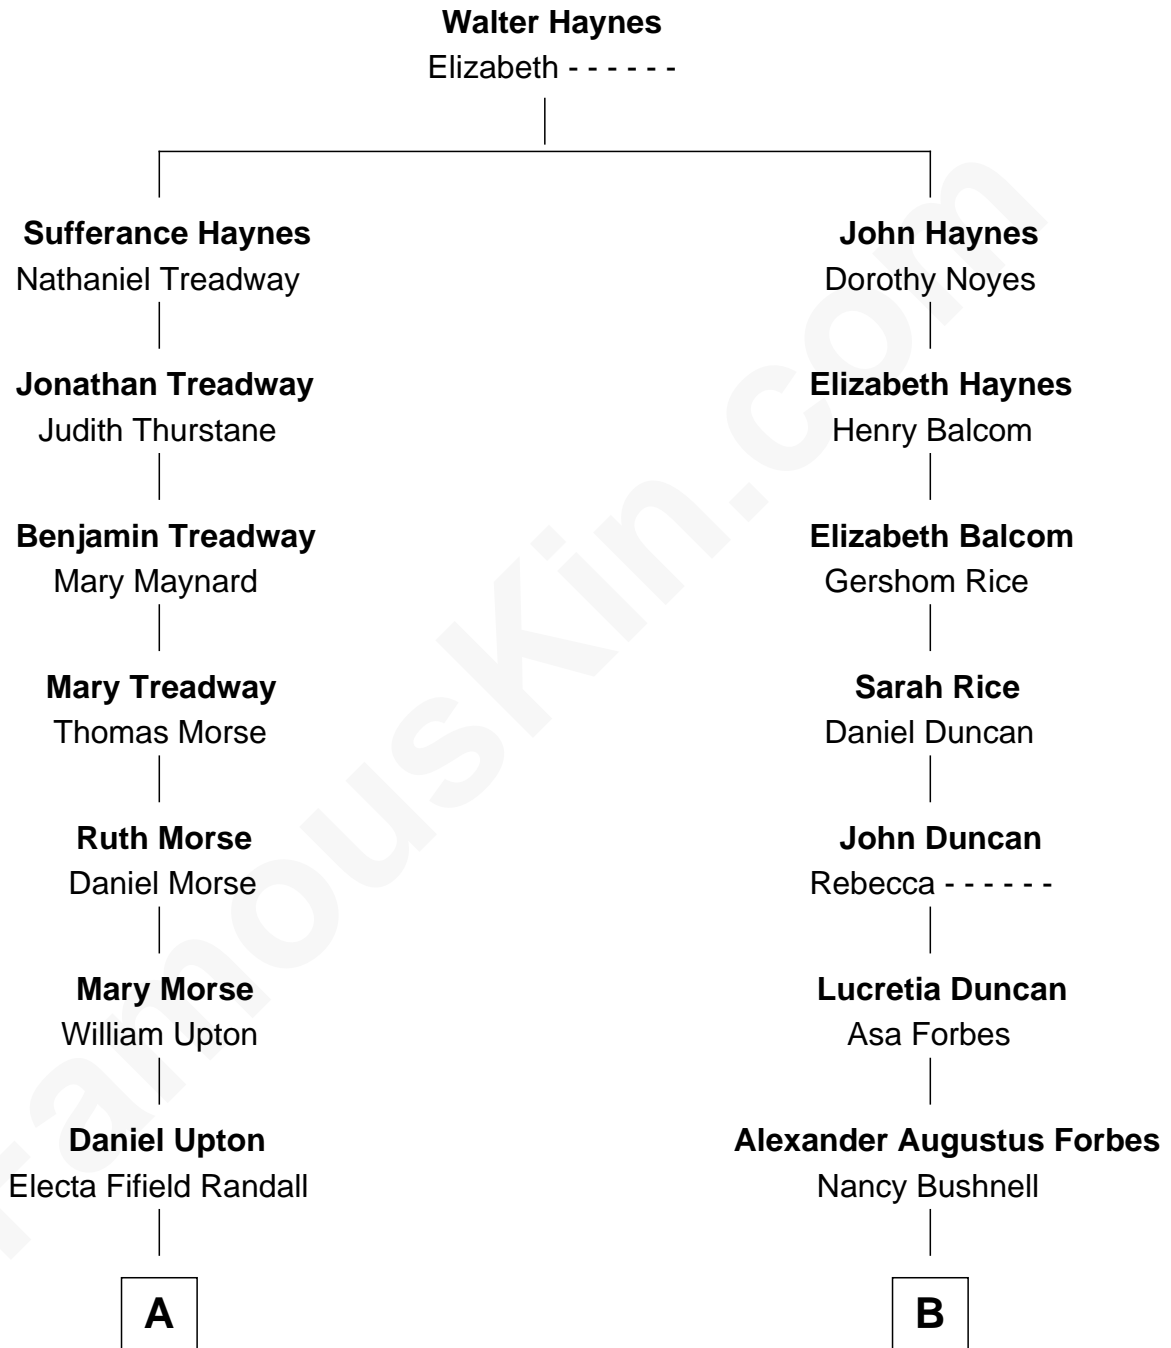 Walter Haynes
Elizabeth - - - - - -
Sufferance Haynes
Nathaniel Treadway
John Haynes
Dorothy Noyes
Jonathan Treadway
Judith Thurstane
Elizabeth Haynes
Henry Balcom
Benjamin Treadway
Mary Maynard
Elizabeth Balcom
Gershom Rice
Mary Treadway
Thomas Morse
Sarah Rice
Daniel Duncan
Ruth Morse
Daniel Morse
John Duncan
Rebecca - - - - - -
Mary Morse
William Upton
Lucretia Duncan
Asa Forbes
Daniel Upton
Electa Fifield Randall
Alexander Augustus Forbes
Nancy Bushnell
A
B
FamousKin.com